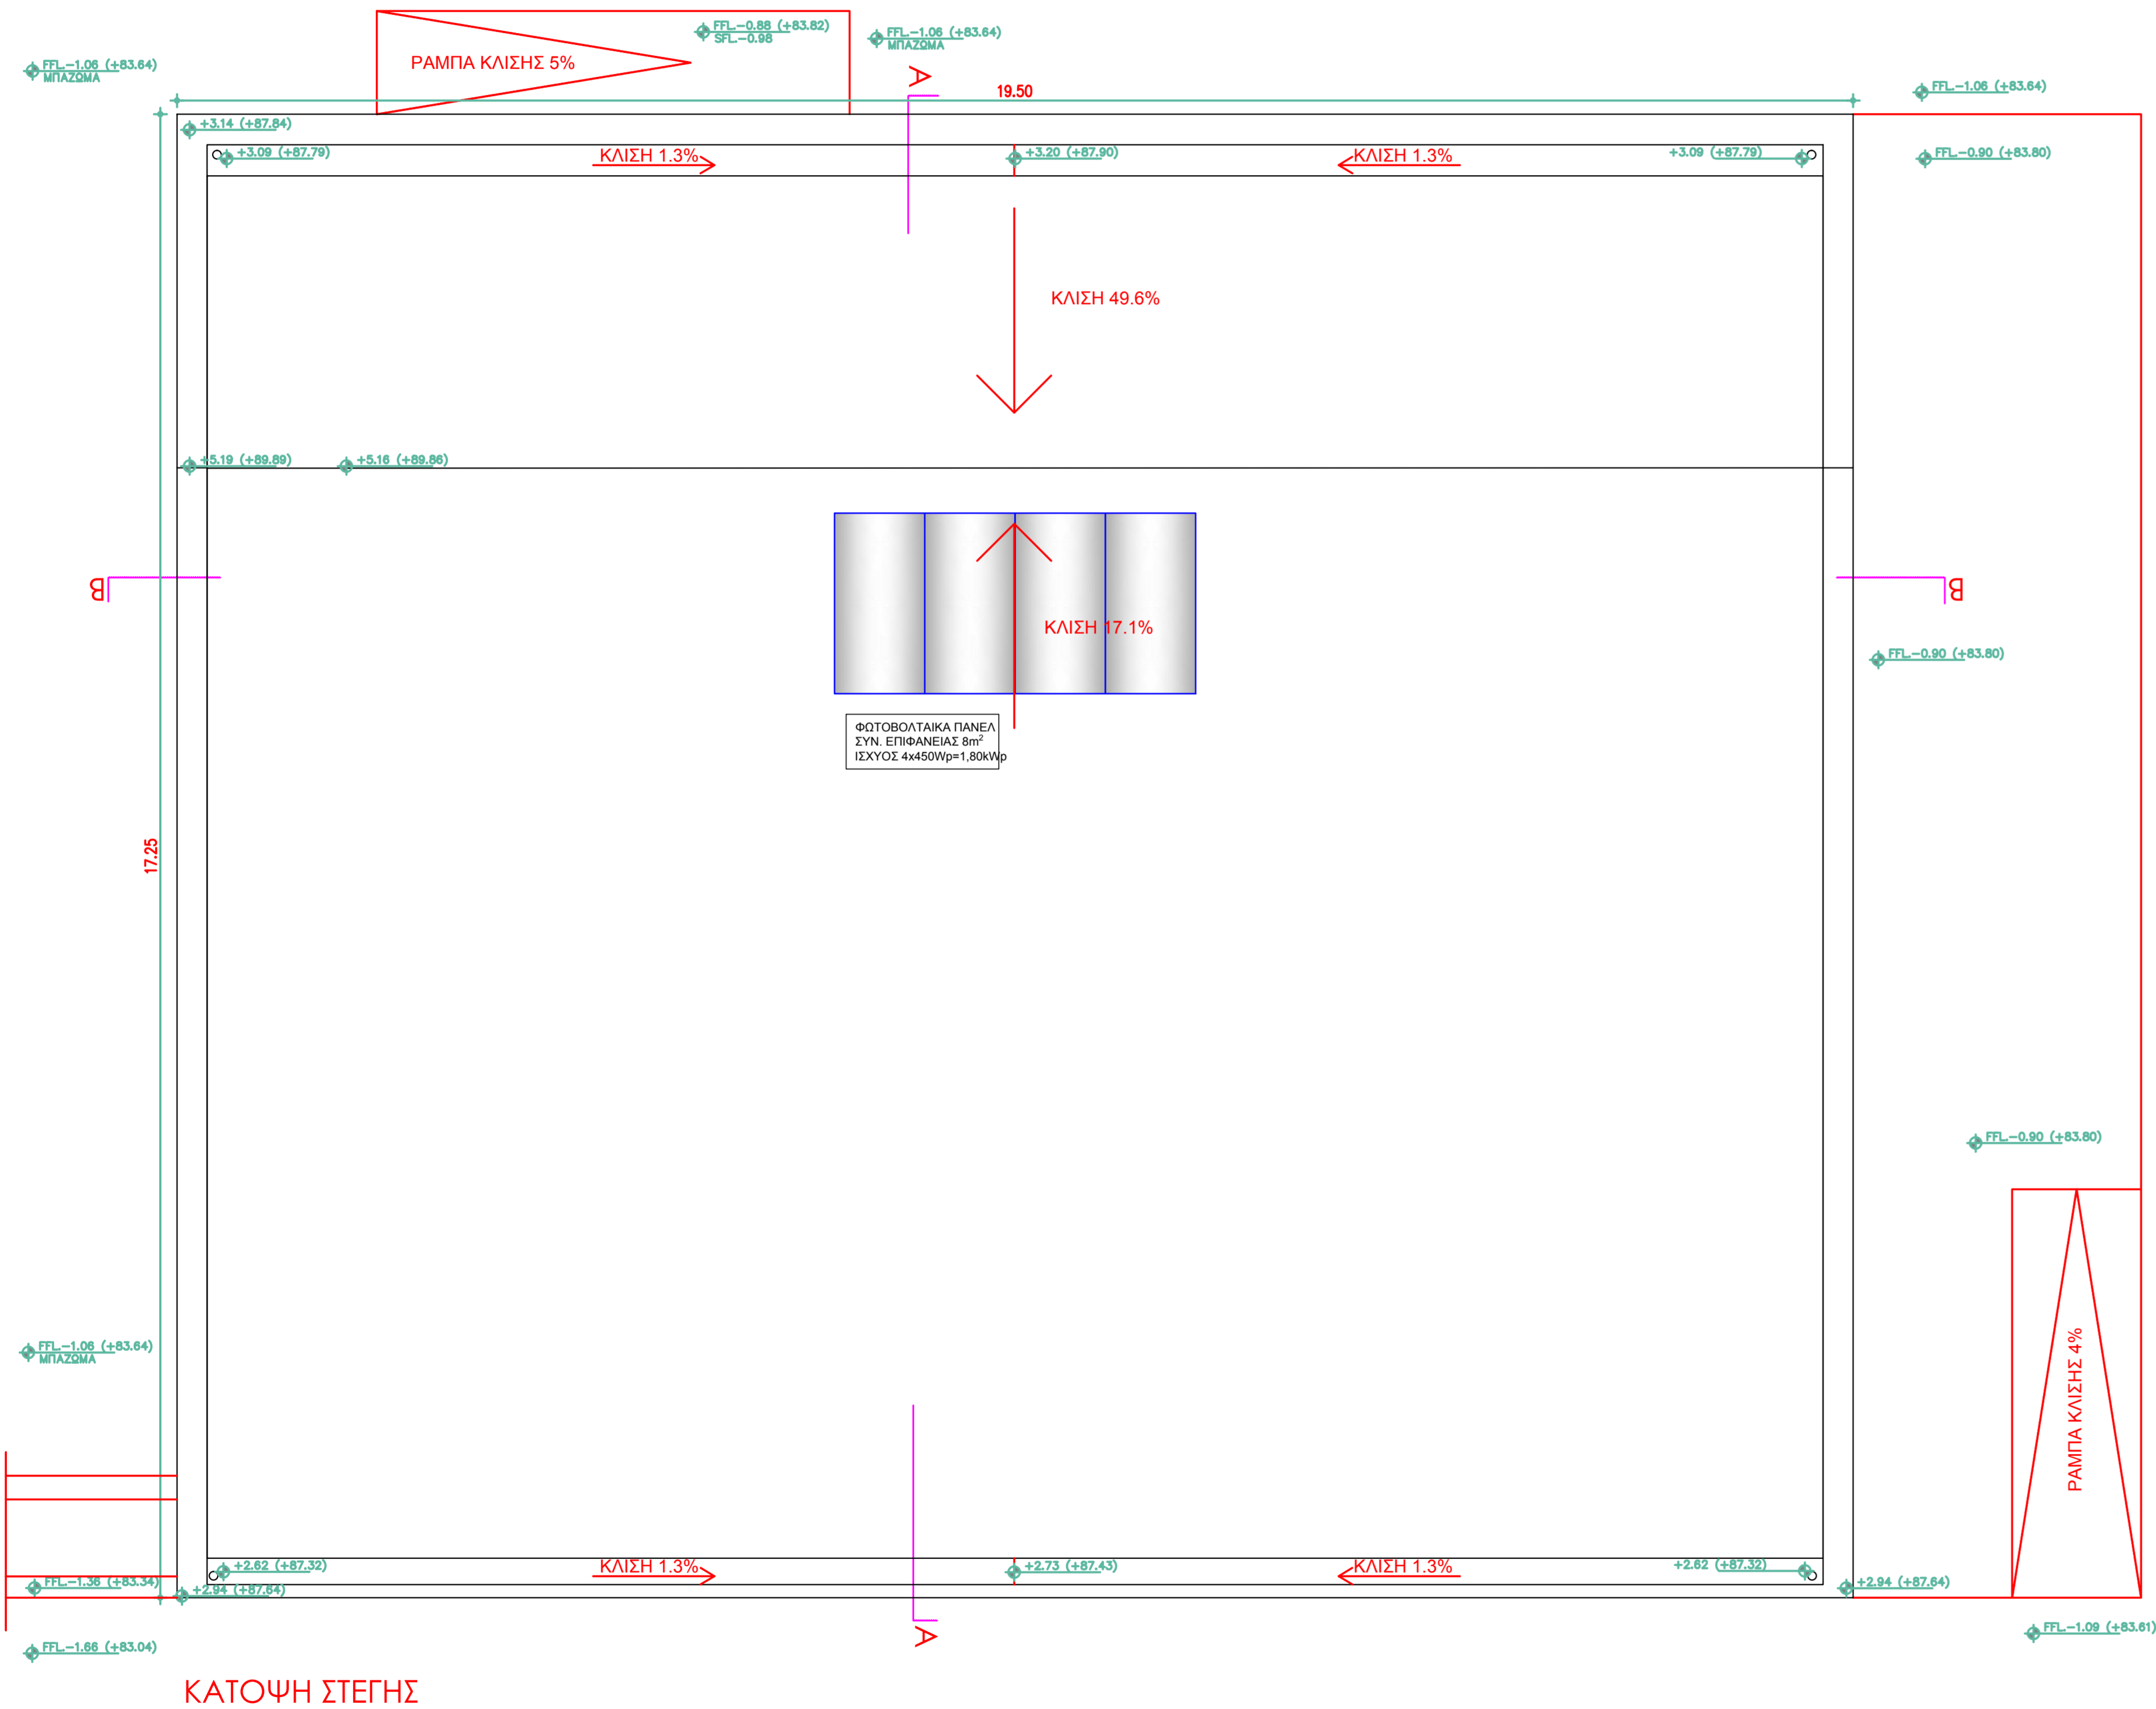 FFL.-0.88 (+83.82)
SFL.-0.98
FFL.-1.06 (+83.64)
ΜΠΑΖΩΜΑ
ΡΑΜΠΑ ΚΛΙΣΗΣ 5%
FFL.-1.06 (+83.64)
ΜΠΑΖΩΜΑ
A
19.50
FFL.-1.06 (+83.64)
+3.14 (+87.84)
+3.09 (+87.79)
ΚΛΙΣΗ 1.3%
+3.20 (+87.90)
ΚΛΙΣΗ 1.3%
+3.09 (+87.79)
FFL.-0.90 (+83.80)
ΚΛΙΣΗ 49.6%
+5.19 (+89.89)
+5.16 (+89.86)
B
B
ΚΛΙΣΗ 17.1%
FFL.-0.90 (+83.80)
ΦΩΤΟΒΟΛΤΑΙΚΑ ΠΑΝΕΛ
ΣΥΝ. ΕΠΙΦΑΝΕΙΑΣ 8m²
ΙΣΧΥΟΣ 4x450Wp=1,80kWp
17.25
FFL.-0.90 (+83.80)
FFL.-1.06 (+83.64)
ΜΠΑΖΩΜΑ
ΡΑΜΠΑ ΚΛΙΣΗΣ 4%
+2.62 (+87.32)
ΚΛΙΣΗ 1.3%
+2.73 (+87.43)
ΚΛΙΣΗ 1.3%
+2.62 (+87.32)
FFL.-1.36 (+83.34)
+2.94 (+87.64)
+2.94 (+87.64)
A
FFL.-1.09 (+83.61)
FFL.-1.66 (+83.04)
ΚΑΤΟΨΗ ΣΤΕΓΗΣ